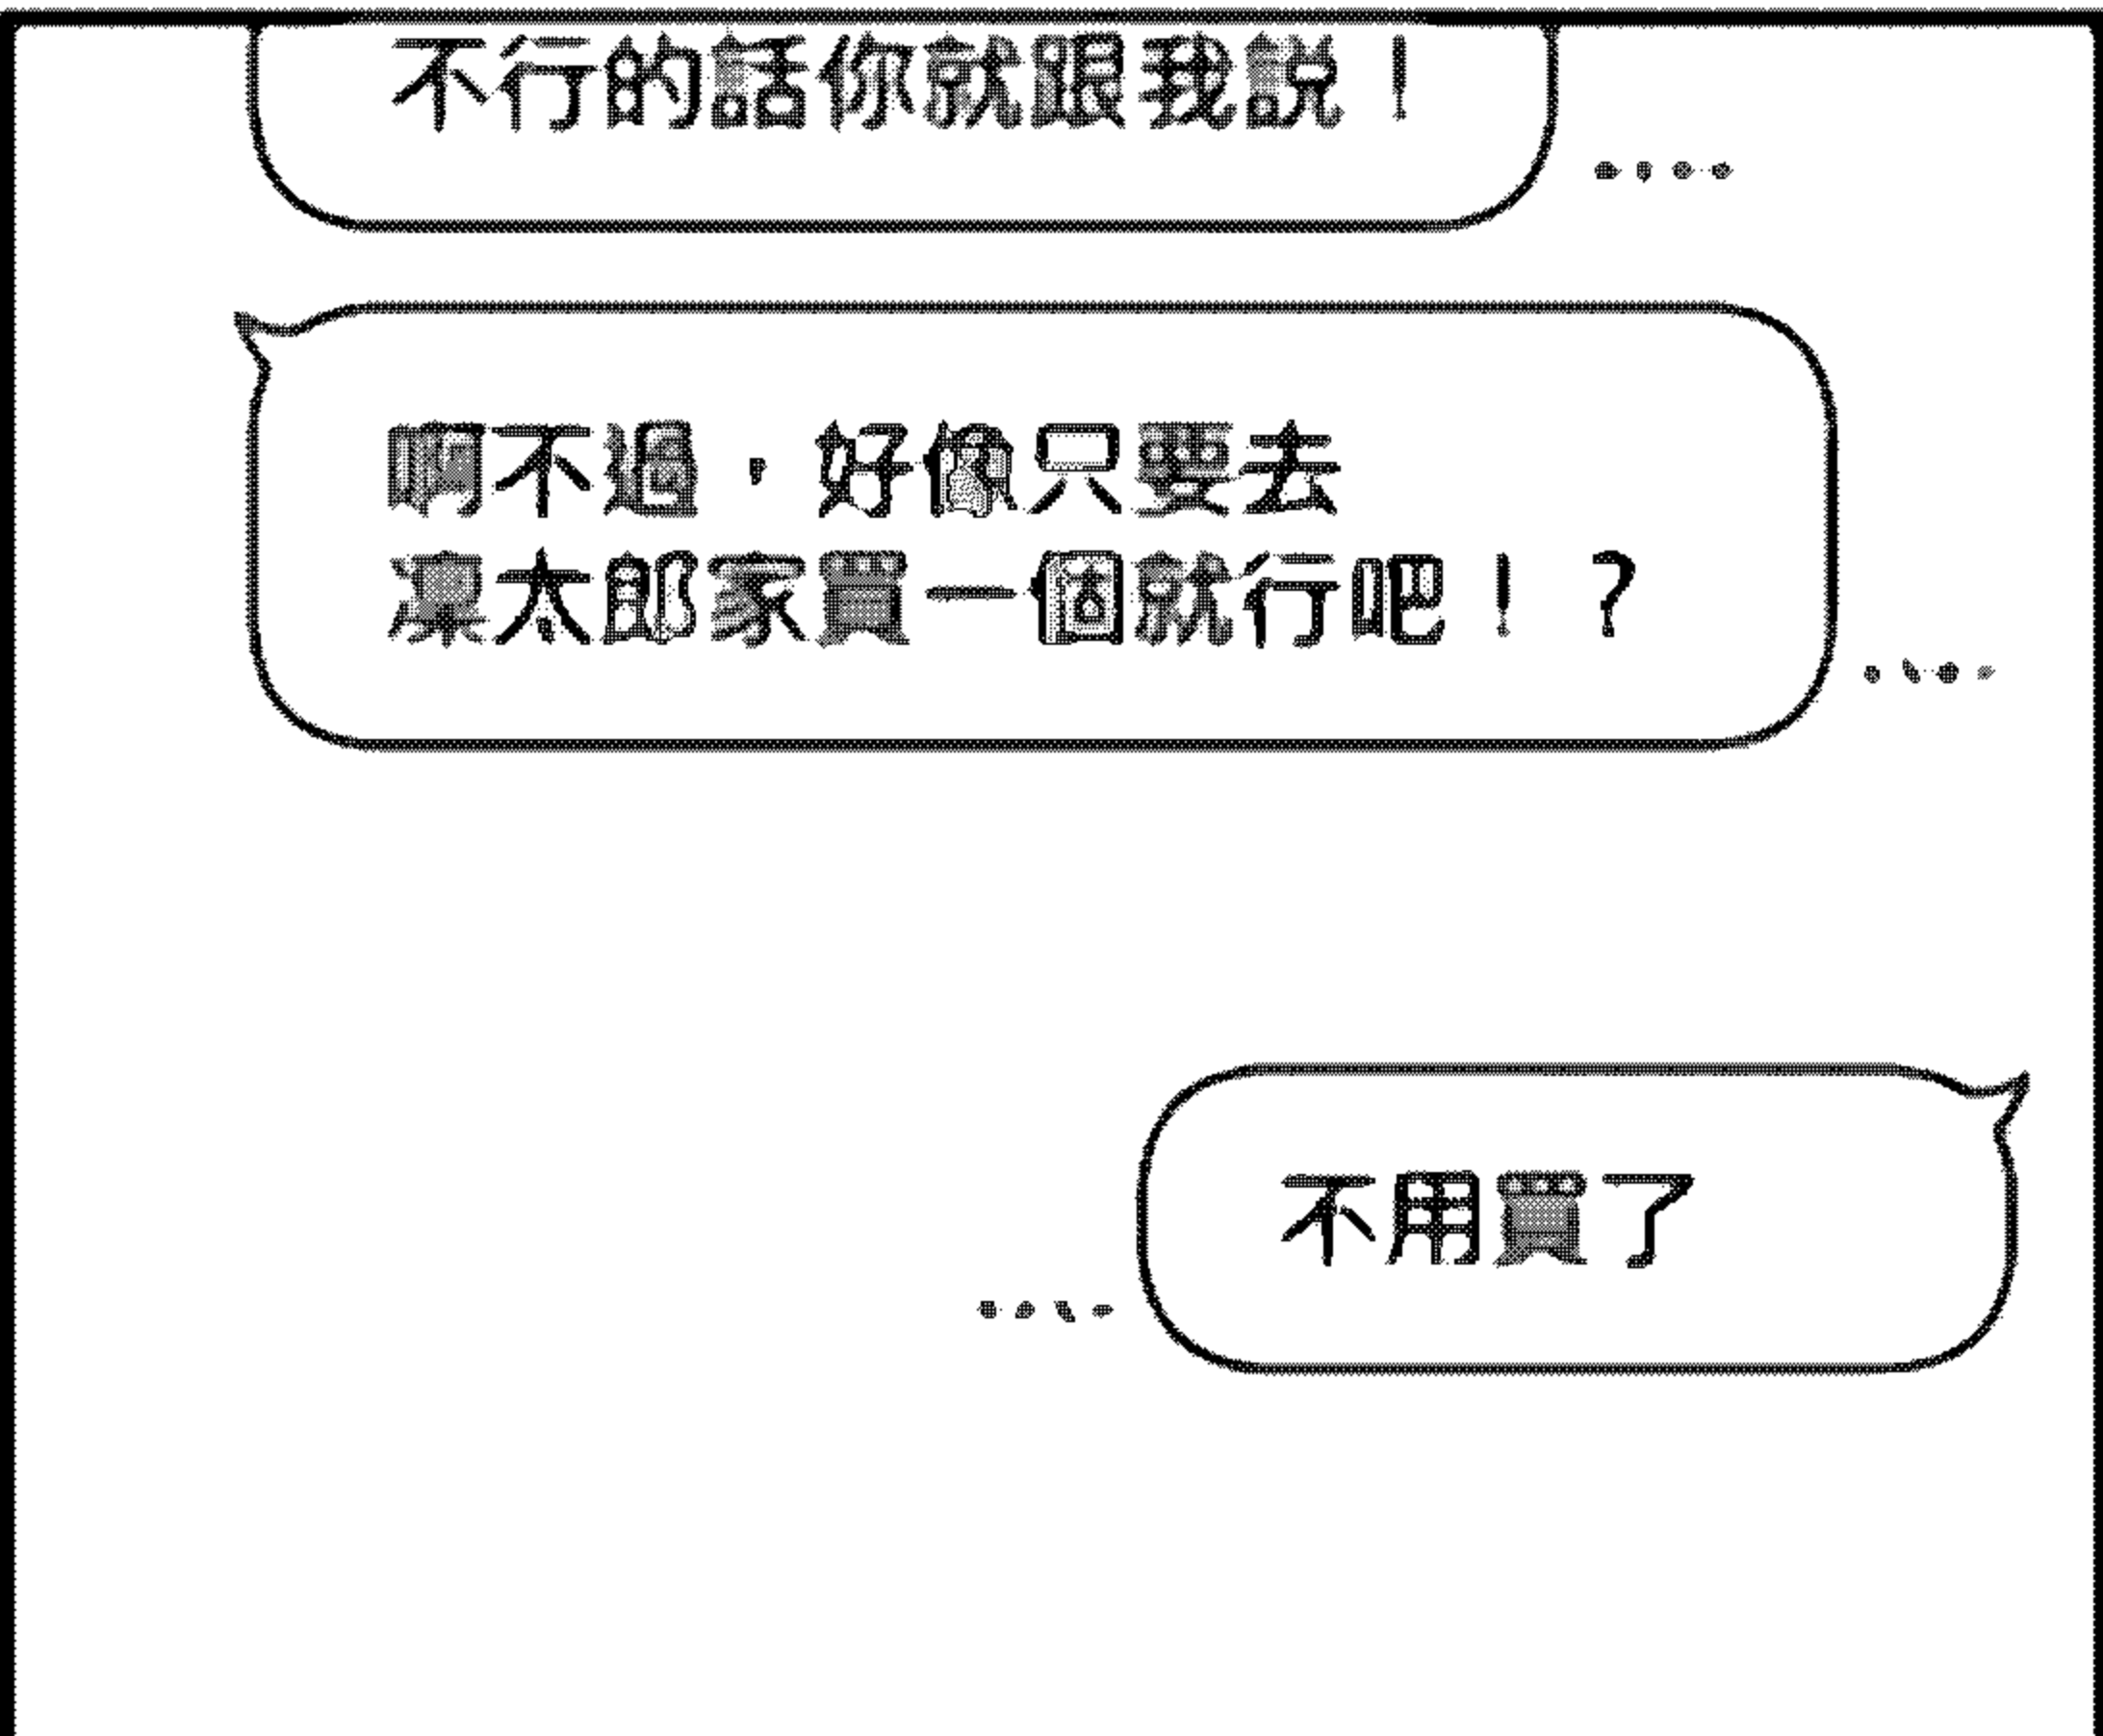 不行的話你就跟我說！
啊不過，好像只要去
凜太郎家買一個就行吧！？
不用買了